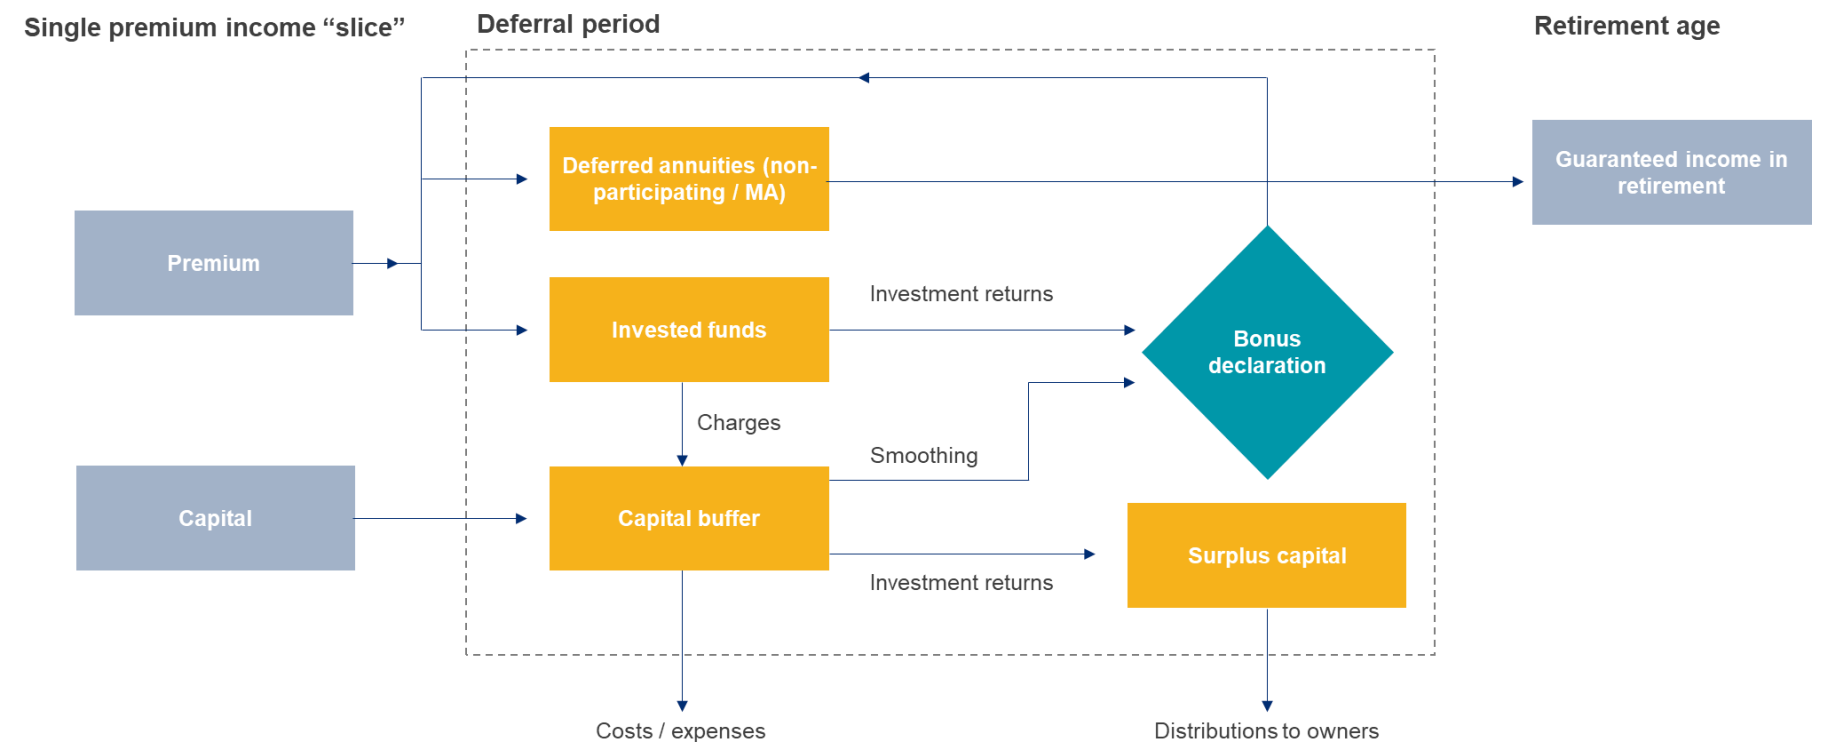 Single premium income “slice”
Deferral period
Retirement age
Deferred annuities (non-
participating / MA)
Guaranteed income in
retirement
Premium
Investment returns
Invested funds
Bonus
declaration
Charges
Smoothing
Capital
Capital buffer
Surplus capital
Investment returns
Costs / expenses
Distributions to owners